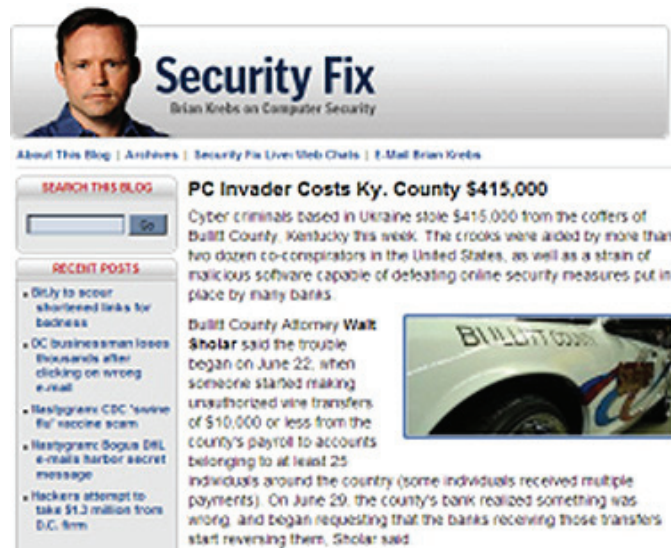 Security Fix
Brian Krebs on Computer Security
About This Blog | Archives | Security Fix Live: Web Chats | E-Mail Brian Krebs
SEARCH THIS BLOG
Go
RECENT POSTS
Bit.ly to scour
shortened links for
badness
DC businessman loses
thousands after
clicking on wrong
e-mail
Nastygram: CDC 'swine
flu' vaccine scam
Nastygram: Bogus DHL
e-mails harbor secret
message
Hackers attempt to
take $1.3 million from
D.C. firm
PC Invader Costs Ky. County $415,000
Cyber criminals based in Ukraine stole $415,000 from the coffers of
Bullitt County, Kentucky this week. The crooks were aided by more than
two dozen co-conspirators in the United States, as well as a strain of
malicious software capable of defeating online security measures put in
place by many banks.
Bullitt County Attorney Walt
Sholar said the trouble
began on June 22, when
someone started making
unauthorized wire transfers
of $10,000 or less from the
county's payroll to accounts
belonging to at least 25
individuals around the country (some individuals received multiple
payments). On June 29, the county's bank realized something was
wrong, and began requesting that the banks receiving those transfers
start reversing them, Sholar said.
BULLITT COUNTY